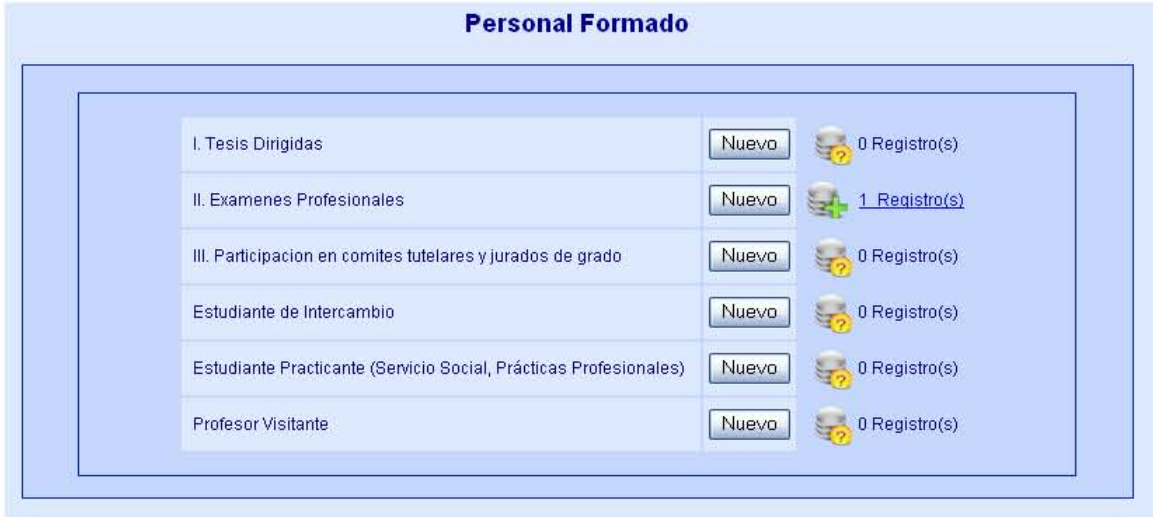 Personal Formado
I. Tesis Dirigidas Nuevo 0 Registro(s)
II. Examenes Profesionales Nuevo 1 Registro(s)
III. Participacion en comites tutelares y jurados de grado Nuevo 0 Registro(s)
Estudiante de Intercambio Nuevo 0 Registro(s)
Estudiante Practicante (Servicio Social, Prácticas Profesionales) Nuevo 0 Registro(s)
Profesor Visitante Nuevo 0 Registro(s)